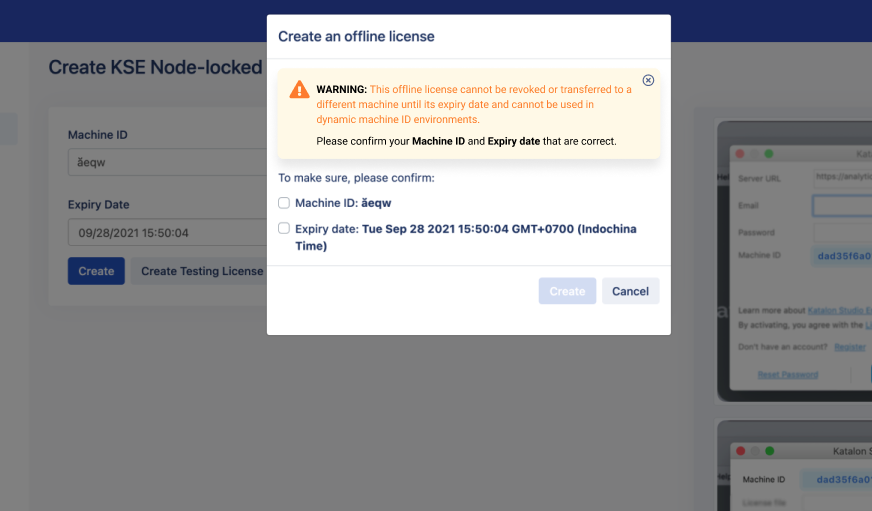 Create an offline license
WARNING: This offline license cannot be revoked or transferred to a
different machine until its expiry date and cannot be used in
dynamic machine ID environments.
Please confirm your Machine ID and Expiry date that are correct.
To make sure, please confirm:
Machine ID: ăeqw
Expiry date: Tue Sep 28 2021 15:50:04 GMT+0700 (Indochina
Time)
Create
Cancel
Create KSE Node-locked
Machine ID
ăeqw
Expiry Date
09/28/2021 15:50:04
Create
Create Testing License
Server URL
Email
Password
Machine ID
dad35f6a0
Learn more about Katalon Studio
By activating, you agree with the
Don't have an account? Register
Reset Password
Katalon
Machine ID
dad35f6a0
License file